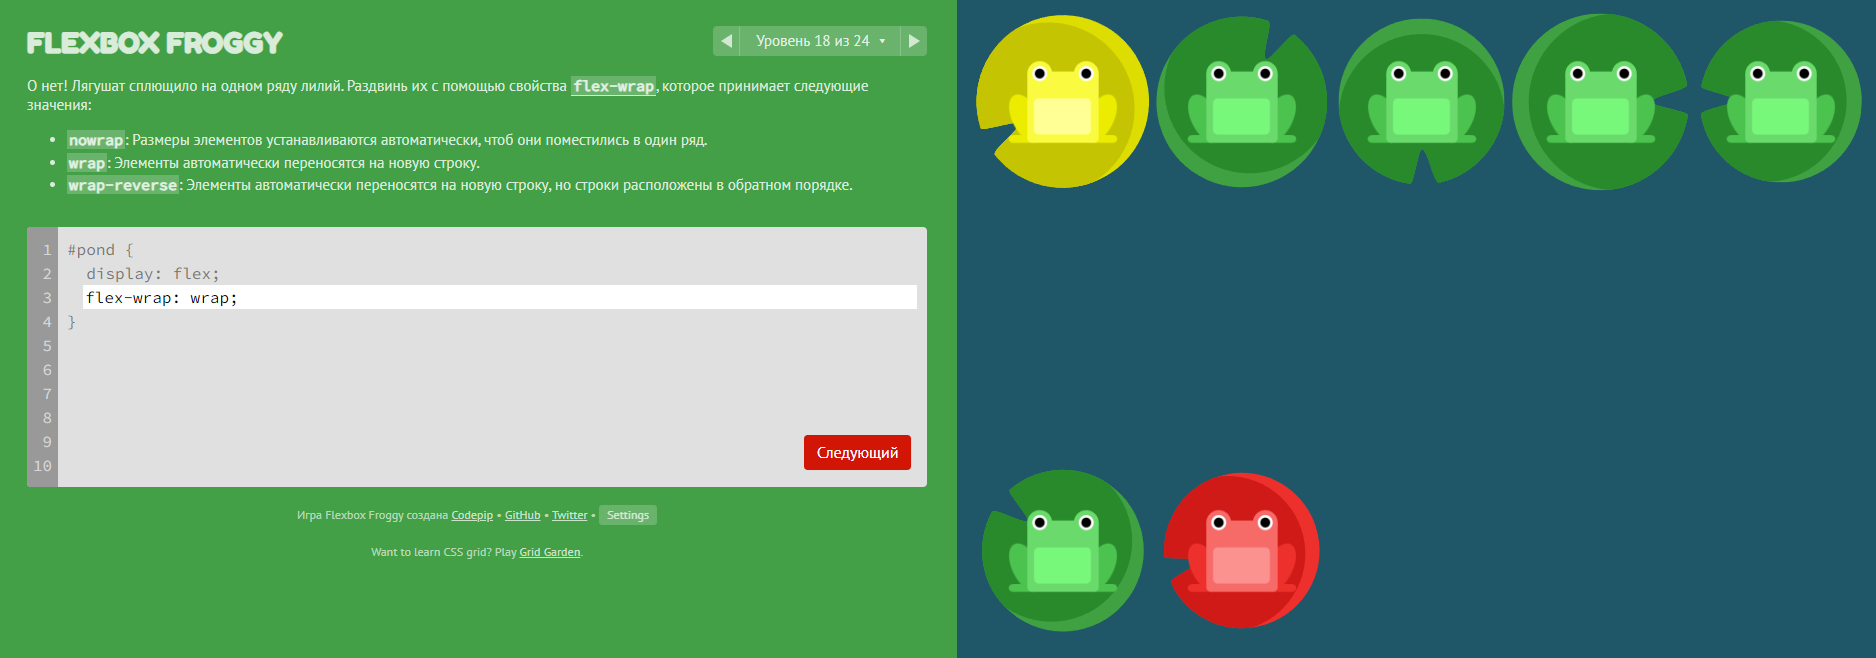 FLEXBOX FROGGY
Уровень 18 из 24
О нет! Лягушат сплющило на одном ряду лилий. Раздвинь их с помощью свойства flex-wrap, которое принимает следующие
значения:
nowrap: Размеры элементов устанавливаются автоматически, чтоб они поместились в один ряд.
wrap: Элементы автоматически переносятся на новую строку.
wrap-reverse: Элементы автоматически переносятся на новую строку, но строки расположены в обратном порядке.
1 #pond {
2 display: flex;
3 flex-wrap: wrap;
4 }
5
6
7
8
9
10
Следующий
Игра Flexbox Froggy создана Codepip • GitHub • Twitter • Settings
Want to learn CSS grid? Play Grid Garden.